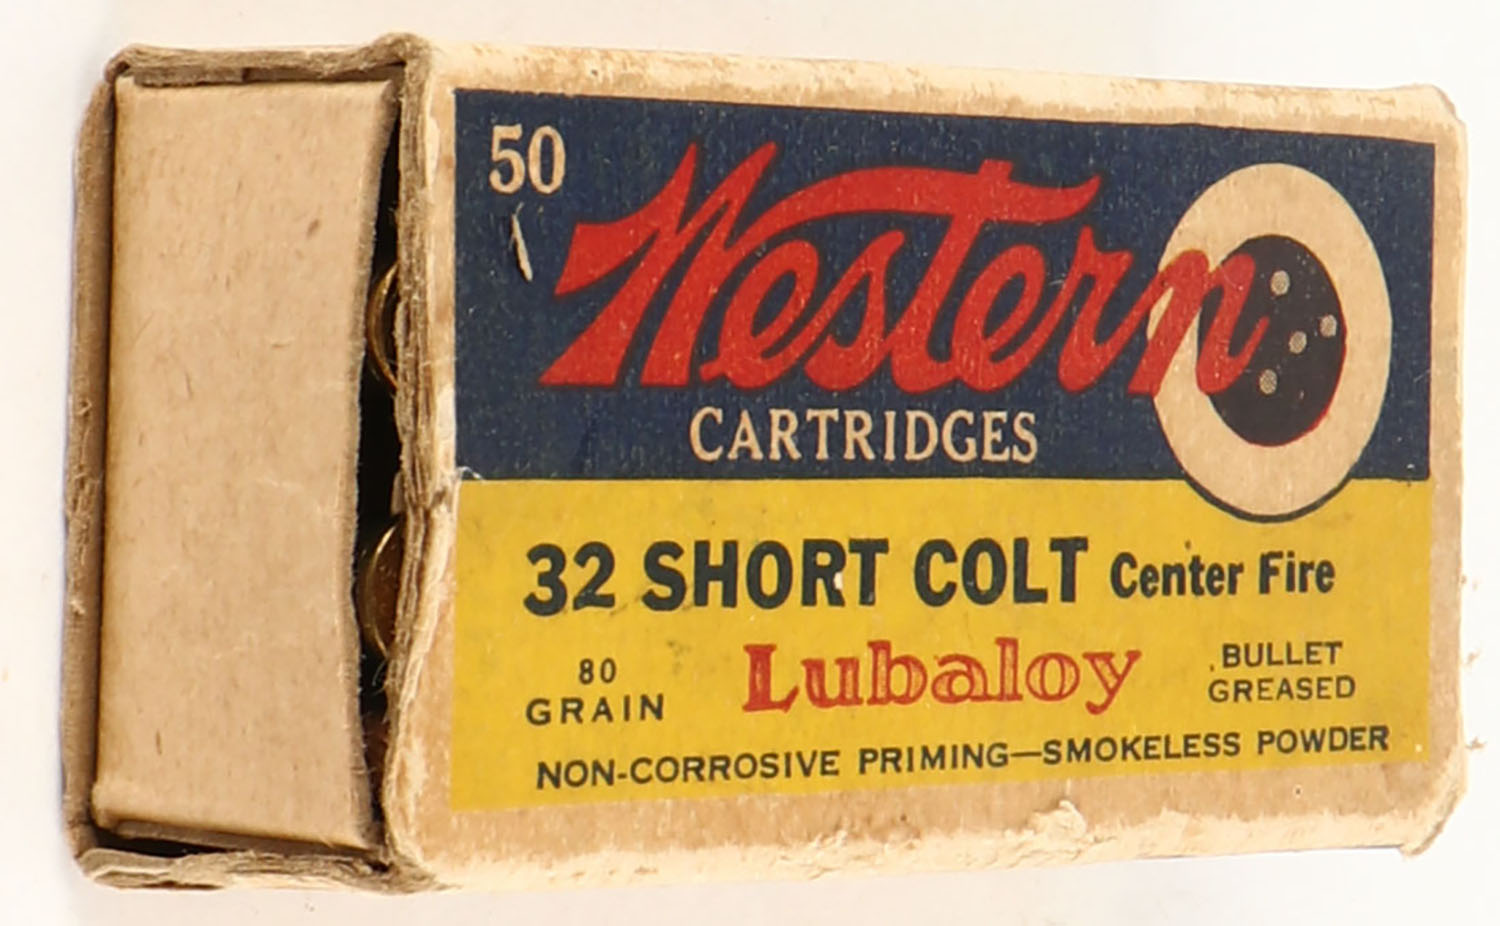 50
Western
CARTRIDGES
32 SHORT COLT Center Fire
80 GRAIN
Lubaloy
BULLET GREASED
NON-CORROSIVE PRIMING—SMOKELESS POWDER